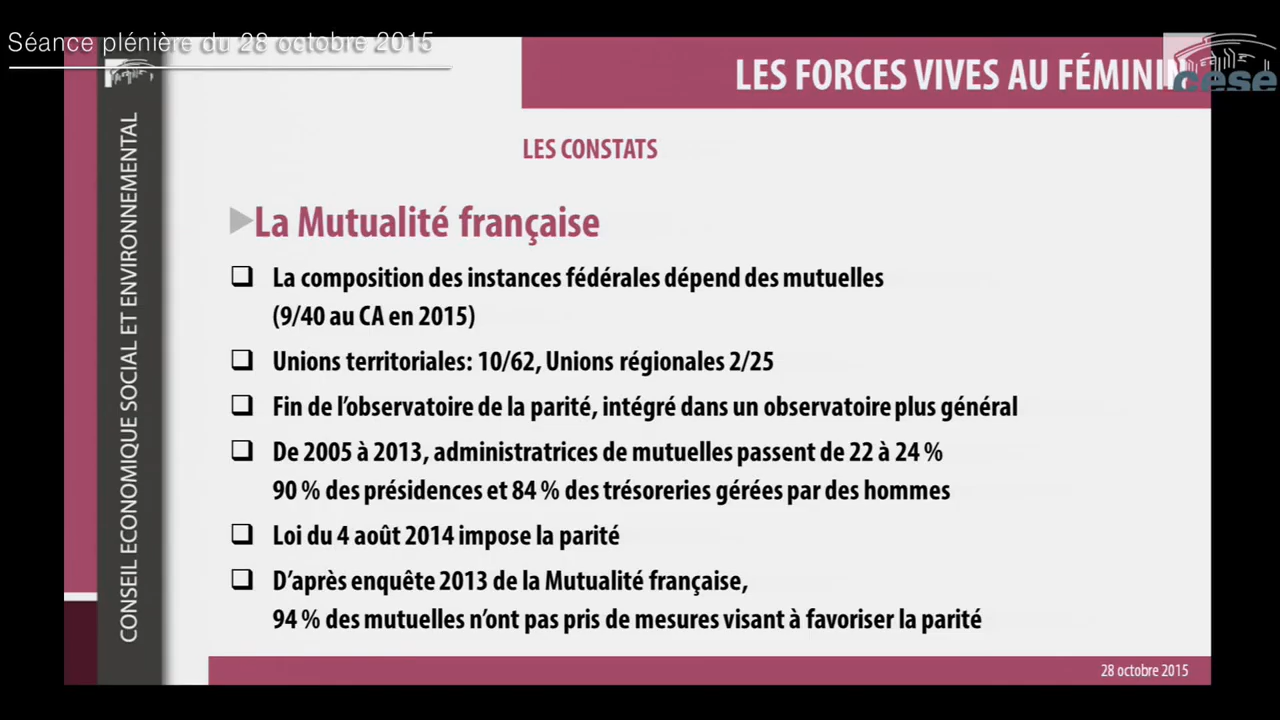 Séance plénière du 28 octobre 2015
LES FORCES VIVES AU FÉMININ
cese
CONSEIL ECONOMIQUE SOCIAL ET ENVIRONNEMENTAL
LES CONSTATS
La Mutualité française
La composition des instances fédérales dépend des mutuelles
(9/40 au CA en 2015)
Unions territoriales: 10/62, Unions régionales 2/25
Fin de l'observatoire de la parité, intégré dans un observatoire plus général
De 2005 à 2013, administratrices de mutuelles passent de 22 à 24 %
90 % des présidences et 84 % des trésoreries gérées par des hommes
Loi du 4 août 2014 impose la parité
D'après enquête 2013 de la Mutualité française,
94 % des mutuelles n'ont pas pris de mesures visant à favoriser la parité
28 octobre 2015